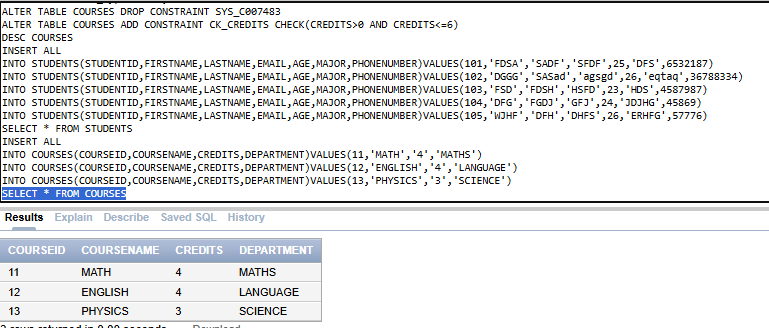 ALTER TABLE COURSES DROP CONSTRAINT SYS_C007483
ALTER TABLE COURSES ADD CONSTRAINT CK_CREDITS CHECK(CREDITS>0 AND CREDITS<=6)
DESC COURSES
INSERT ALL
INTO STUDENTS(STUDENTID,FIRSTNAME,LASTNAME,EMAIL,AGE,MAJOR,PHONENUMBER)VALUES(101,'FDSA','SADF','SFDF',25,'DFS',6532187)
INTO STUDENTS(STUDENTID,FIRSTNAME,LASTNAME,EMAIL,AGE,MAJOR,PHONENUMBER)VALUES(102,'DGGG','SASad','agsgd',26,'eqtaq',36788334)
INTO STUDENTS(STUDENTID,FIRSTNAME,LASTNAME,EMAIL,AGE,MAJOR,PHONENUMBER)VALUES(103,'FSD','FDSH','HSFD',23,'HDS',4587987)
INTO STUDENTS(STUDENTID,FIRSTNAME,LASTNAME,EMAIL,AGE,MAJOR,PHONENUMBER)VALUES(104,'DFG','FGDJ','GFJ',24,'JDJHG',45869)
INTO STUDENTS(STUDENTID,FIRSTNAME,LASTNAME,EMAIL,AGE,MAJOR,PHONENUMBER)VALUES(105,'WJHF','DFH','DHFS',26,'ERHFG',57776)
SELECT * FROM STUDENTS
INSERT ALL
INTO COURSES(COURSEID,COURSENAME,CREDITS,DEPARTMENT)VALUES(11,'MATH','4','MATHS')
INTO COURSES(COURSEID,COURSENAME,CREDITS,DEPARTMENT)VALUES(12,'ENGLISH','4','LANGUAGE')
INTO COURSES(COURSEID,COURSENAME,CREDITS,DEPARTMENT)VALUES(13,'PHYSICS','3','SCIENCE')
SELECT * FROM COURSES
Results Explain Describe Saved SQL History
COURSEID COURSENAME CREDITS DEPARTMENT
11 MATH 4 MATHS
12 ENGLISH 4 LANGUAGE
13 PHYSICS 3 SCIENCE